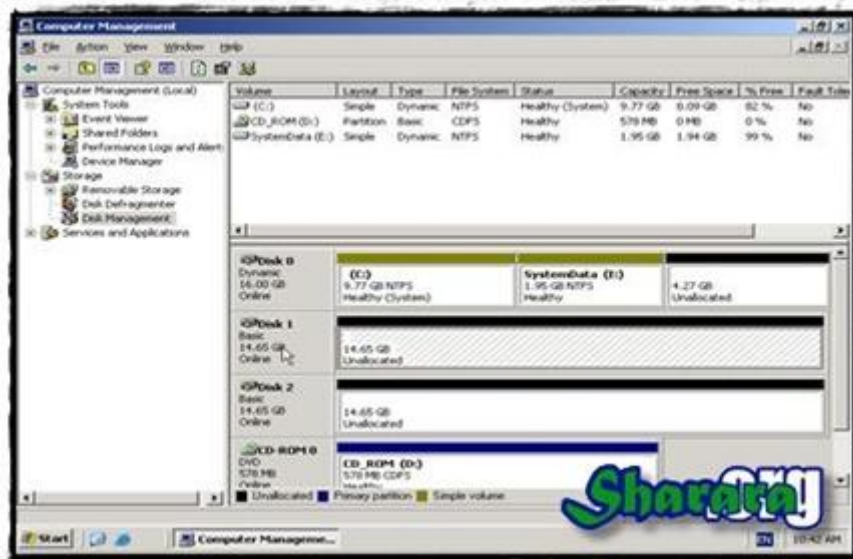 Computer Management
File Action View Window Help
Computer Management (Local)
System Tools
Event Viewer
Shared Folders
Performance Logs and Alert
Device Manager
Storage
Removable Storage
Disk Defragmenter
Disk Management
Services and Applications
Volume Layout Type File System Status Capacity Free Space % Free Fault Toler
(C:) Simple Dynamic NTFS Healthy (System) 9.77 GB 8.09 GB 82 % No
CD_ROM (D:) Partition Basic CDFS Healthy 578 MB 0 MB 0 % No
SystemData (E:) Simple Dynamic NTFS Healthy 1.95 GB 1.94 GB 99 % No
Disk 0
Dynamic
16.00 GB
Online
(C:)
9.77 GB NTFS
Healthy (System)
SystemData (E:)
1.95 GB NTFS
Healthy
4.27 GB
Unallocated
Disk 1
Basic
14.65 GB
Online
14.65 GB
Unallocated
Disk 2
Basic
14.65 GB
Online
14.65 GB
Unallocated
CD-ROM 0
DVD
578 MB
Online
CD_ROM (D:)
578 MB CDFS
Healthy
Unallocated Primary partition Simple volume
Sharara.org
Start Computer Manageme... EN 10:42 AM